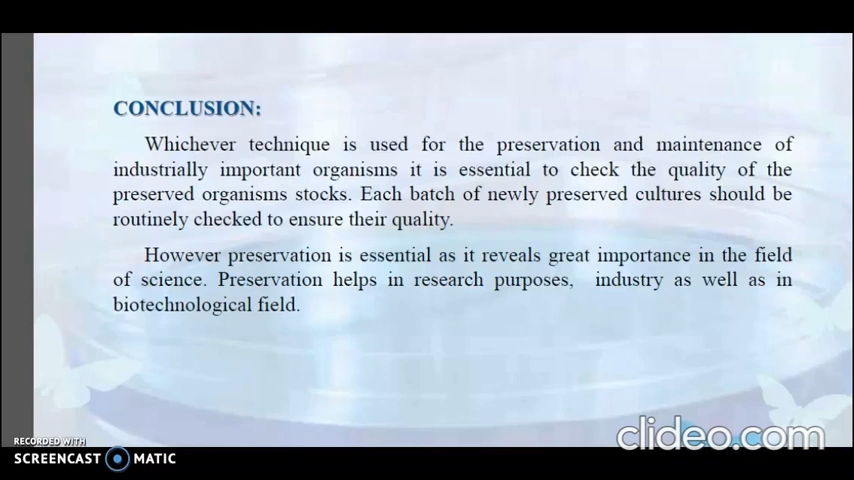 CONCLUSION:
Whichever technique is used for the preservation and maintenance of
industrially important organisms it is essential to check the quality of the
preserved organisms stocks. Each batch of newly preserved cultures should be
routinely checked to ensure their quality.
However preservation is essential as it reveals great importance in the field
of science. Preservation helps in research purposes, industry as well as in
biotechnological field.
clideo.com
RECORDED WITH
SCREENCAST MATIC